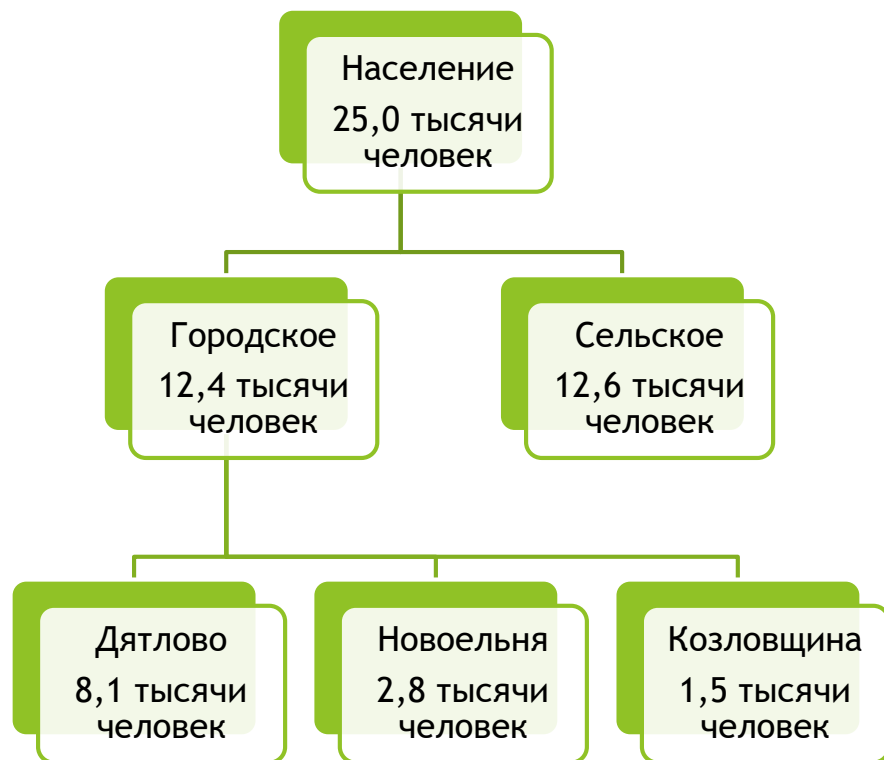 Население
25,0 тысячи
человек
Городское
12,4 тысячи
человек
Сельское
12,6 тысячи
человек
Дятлово
8,1 тысячи
человек
Новоельня
2,8 тысячи
человек
Козловщина
1,5 тысячи
человек